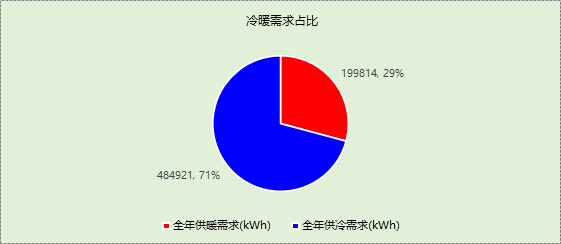 冷暖需求占比
199814, 29%
484921, 71%
全年供暖需求(kWh)
全年供冷需求(kWh)